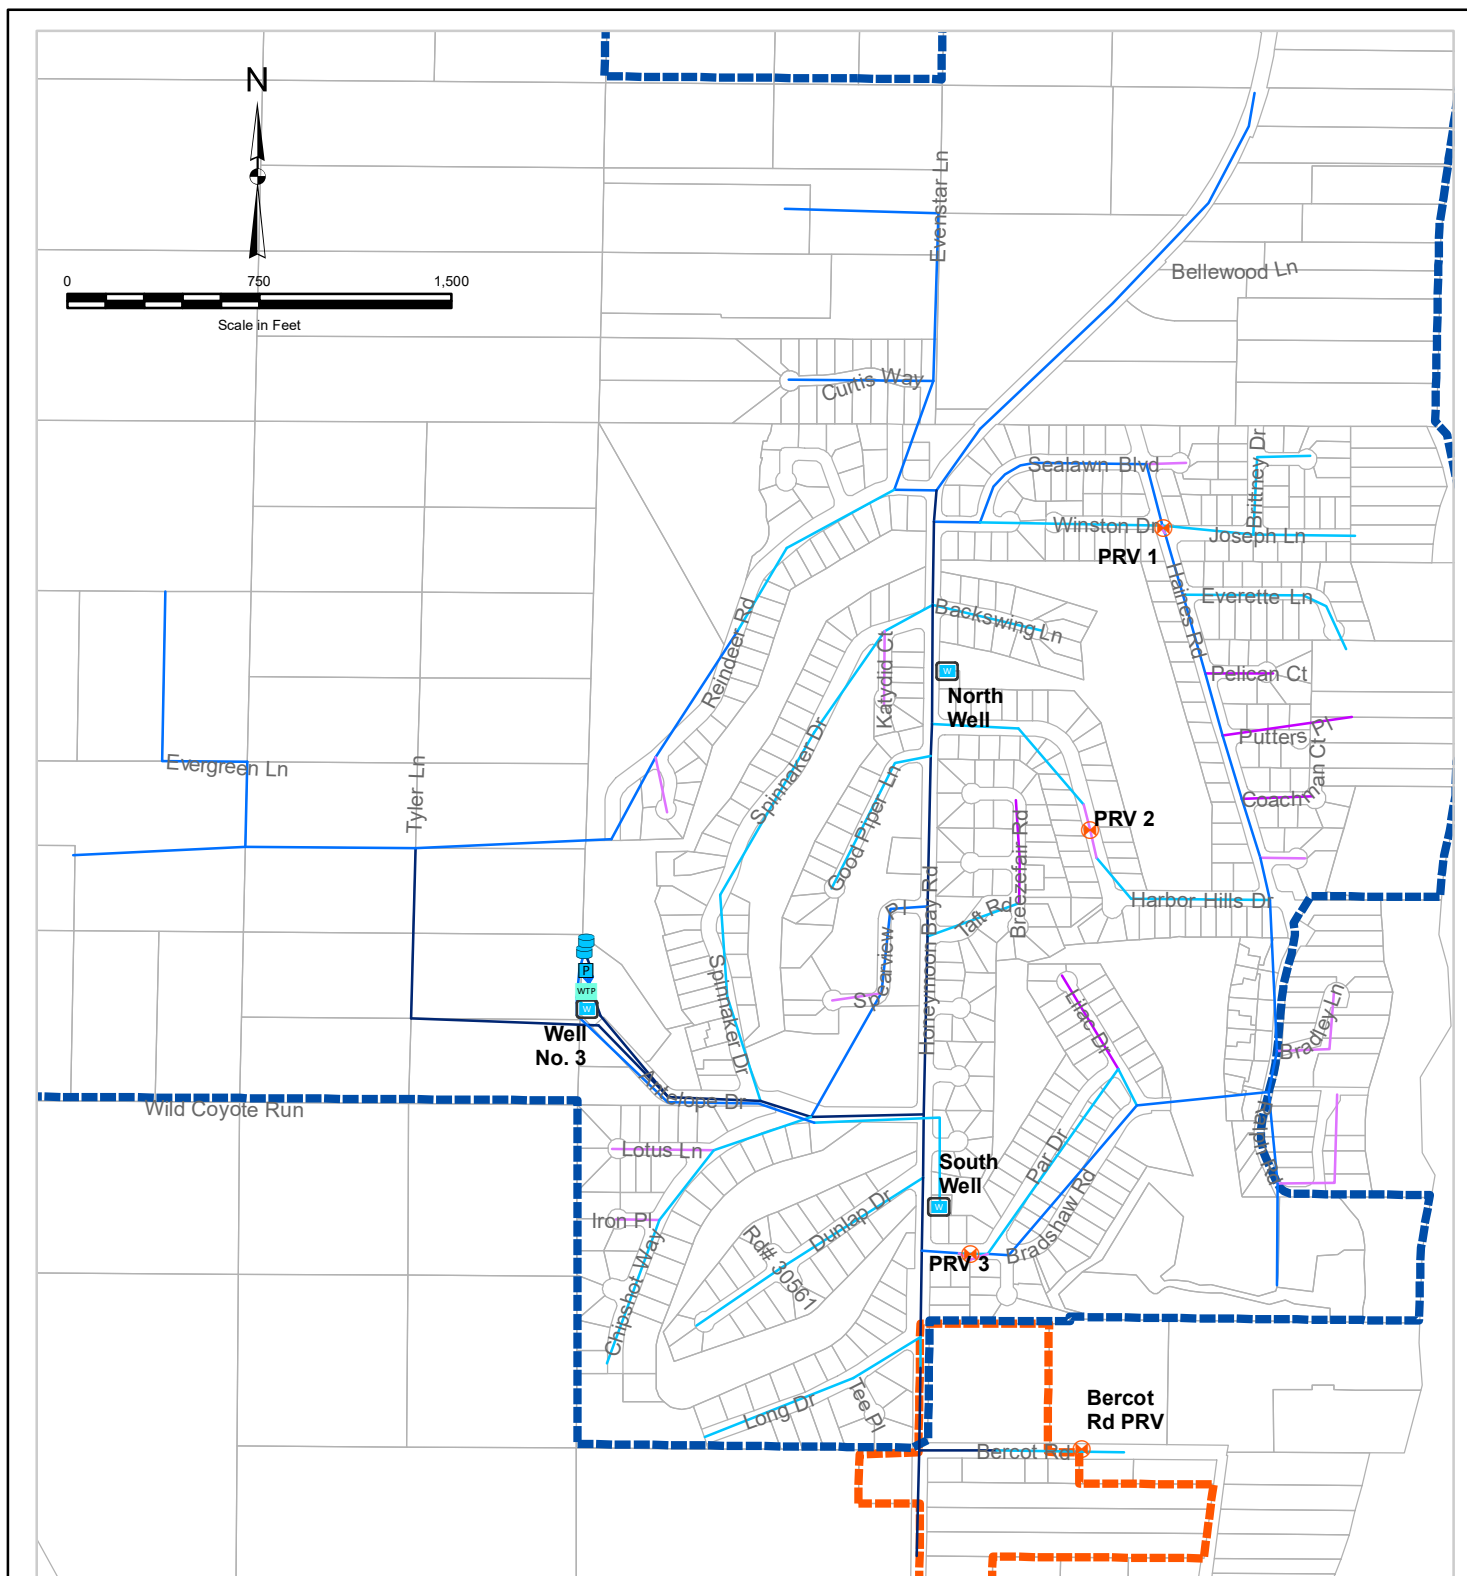 N
0 750 1,500
Scale in Feet
Evenstar Ln
Bellewood Ln
Curtis Way
Sealawn Blvd
Brittney Dr
Winston Dr
Joseph Ln
PRV 1
Haines Rd
Everette Ln
Backswing Ln
Reindeer Rd
Katydid Ct
Pelican Ct
North
Well
Putters Pl
Spinnaker Dr
Evergreen Ln
Tyler Ln
Good Piper Ln
Coachman Ct
PRV 2
Breezefair Rd
Harbor Hills Dr
Taft Rd
Honeymoon Bay Rd
Spearview Pl
P
WTP
W
W
W
Well
No. 3
Spinnaker Dr
Lilac Dr
Bradley Ln
Antelope Dr
Wild Coyote Run
Lotus Ln
Par Dr
South
Well
Iron Pl
Dunlap Dr
Rd# 30561
Bradshaw Rd
PRV 3
Chipshot Way
Long Dr
Tee Pl
Bercot
Rd PRV
Bercot Rd